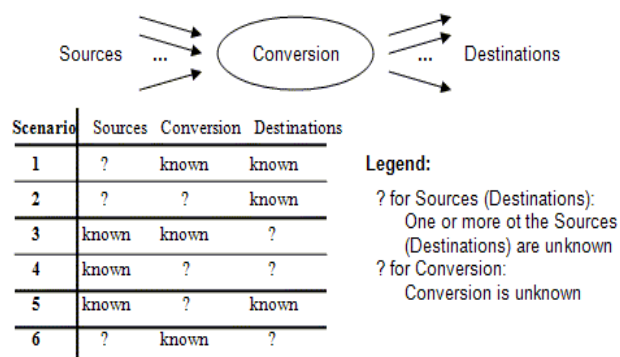 Sources ... Conversion ... Destinations
Scenario Sources Conversion Destinations
1 ? known known
2 ? ? known
3 known known ?
4 known ? ?
5 known ? known
6 ? known ?
Legend:
? for Sources (Destinations):
One or more ot the Sources
(Destinations) are unknown
? for Conversion:
Conversion is unknown